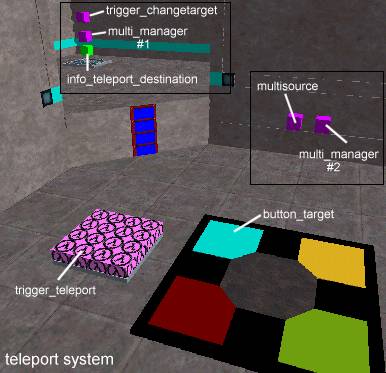 trigger_changetarget
multi_manager
#1
info_teleport_destination
multisource
multi_manager
#2
button_target
trigger_teleport
teleport system